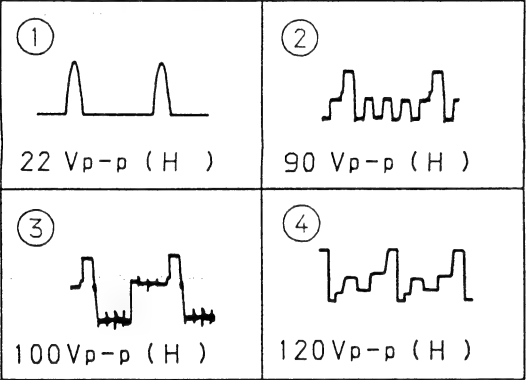 1
2
22 Vp-p ( H )
90 Vp-p ( H )
3
4
100Vp-p ( H )
120Vp-p ( H )